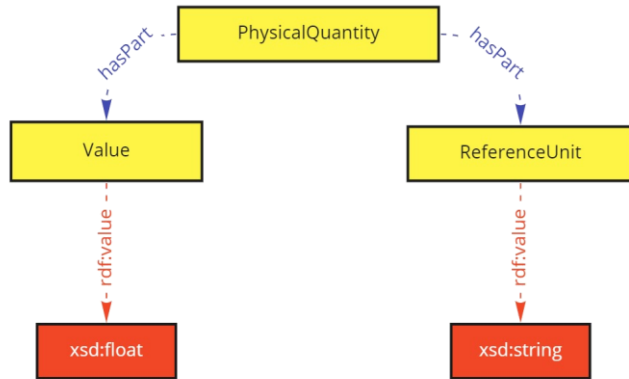 PhysicalQuantity
hasPart
hasPart
Value
ReferenceUnit
rdf:value
rdf:value
xsd:float
xsd:string